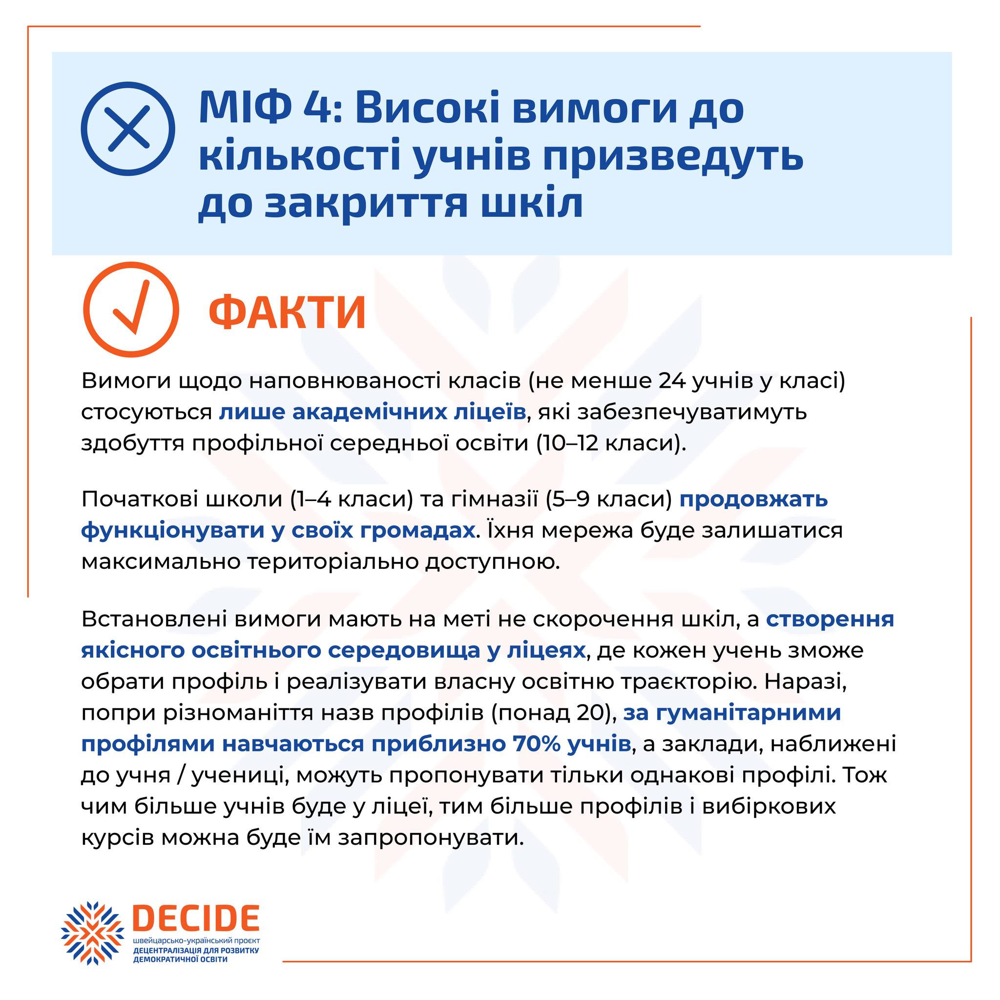 МІФ 4: Високі вимоги до
кількості учнів призведуть
до закриття шкіл
ФАКТИ
Вимоги щодо наповнюваності класів (не менше 24 учнів у класі)
стосуються лише академічних ліцеїв, які забезпечуватимуть
здобуття профільної середньої освіти (10–12 класи).
Початкові школи (1–4 класи) та гімназії (5–9 класи) продовжать
функціонувати у своїх громадах. Їхня мережа буде залишатися
максимально територіально доступною.
Встановлені вимоги мають на меті не скорочення шкіл, а створення
якісного освітнього середовища у ліцеях, де кожен учень зможе
обрати профіль і реалізувати власну освітню траєкторію. Наразі,
попри різноманіття назв профілів (понад 20), за гуманітарними
профілями навчаються приблизно 70% учнів, а заклади, наближені
до учня / учениці, можуть пропонувати тільки однакові профілі. Тож
чим більше учнів буде у ліцеї, тим більше профілів і вибіркових
курсів можна буде їм запропонувати.
DECIDE
швейцарсько-український проєкт
ДЕЦЕНТРАЛІЗАЦІЯ ДЛЯ РОЗВИТКУ
ДЕМОКРАТИЧНОЇ ОСВІТИ